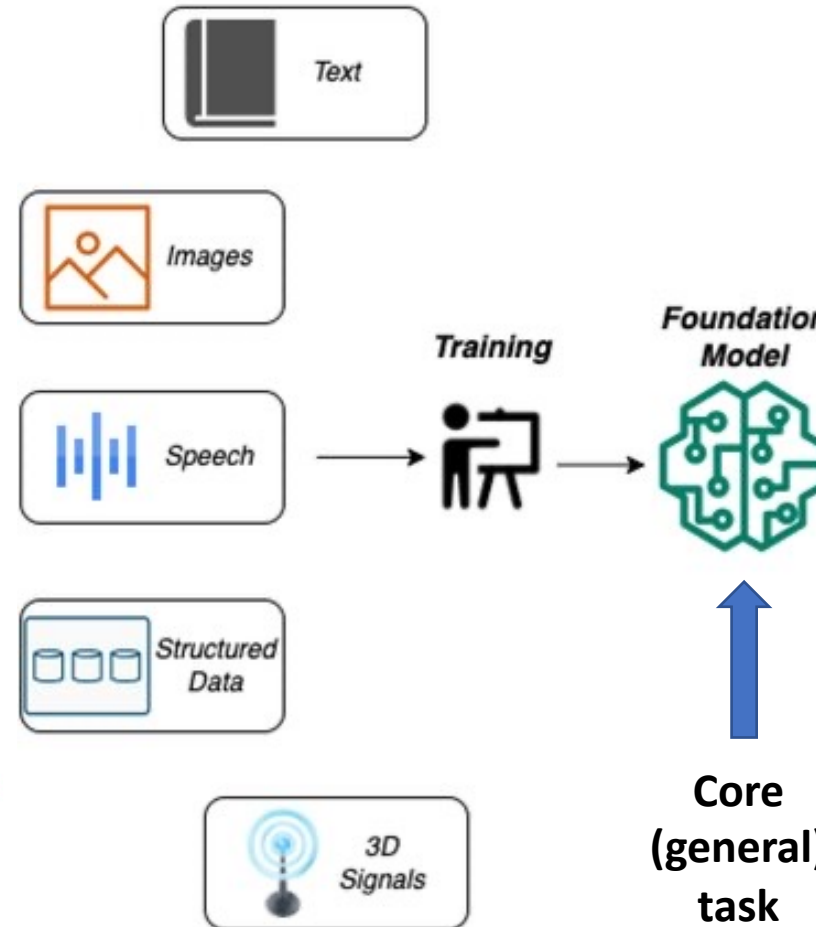 Text
Images
Speech
Structured
Data
3D
Signals
Training
Foundation
Model
Core
(general)
task